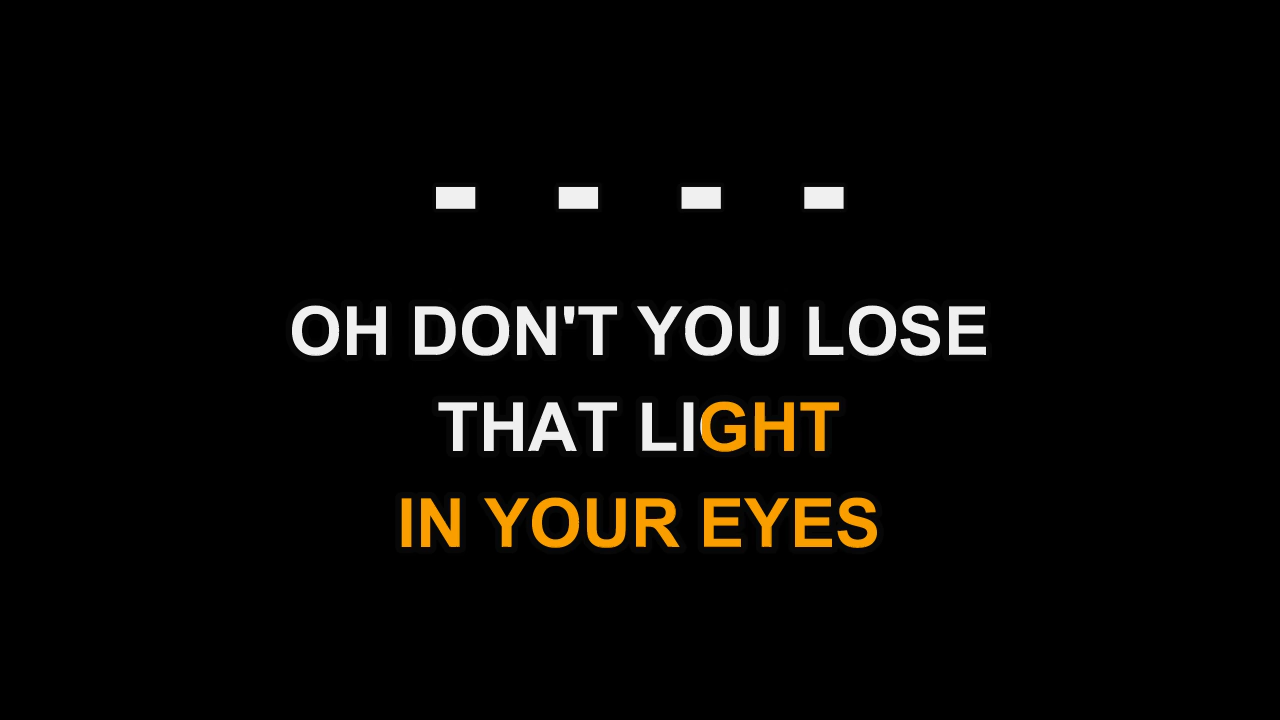 - - - -
OH DON'T YOU LOSE
THAT LIGHT
IN YOUR EYES